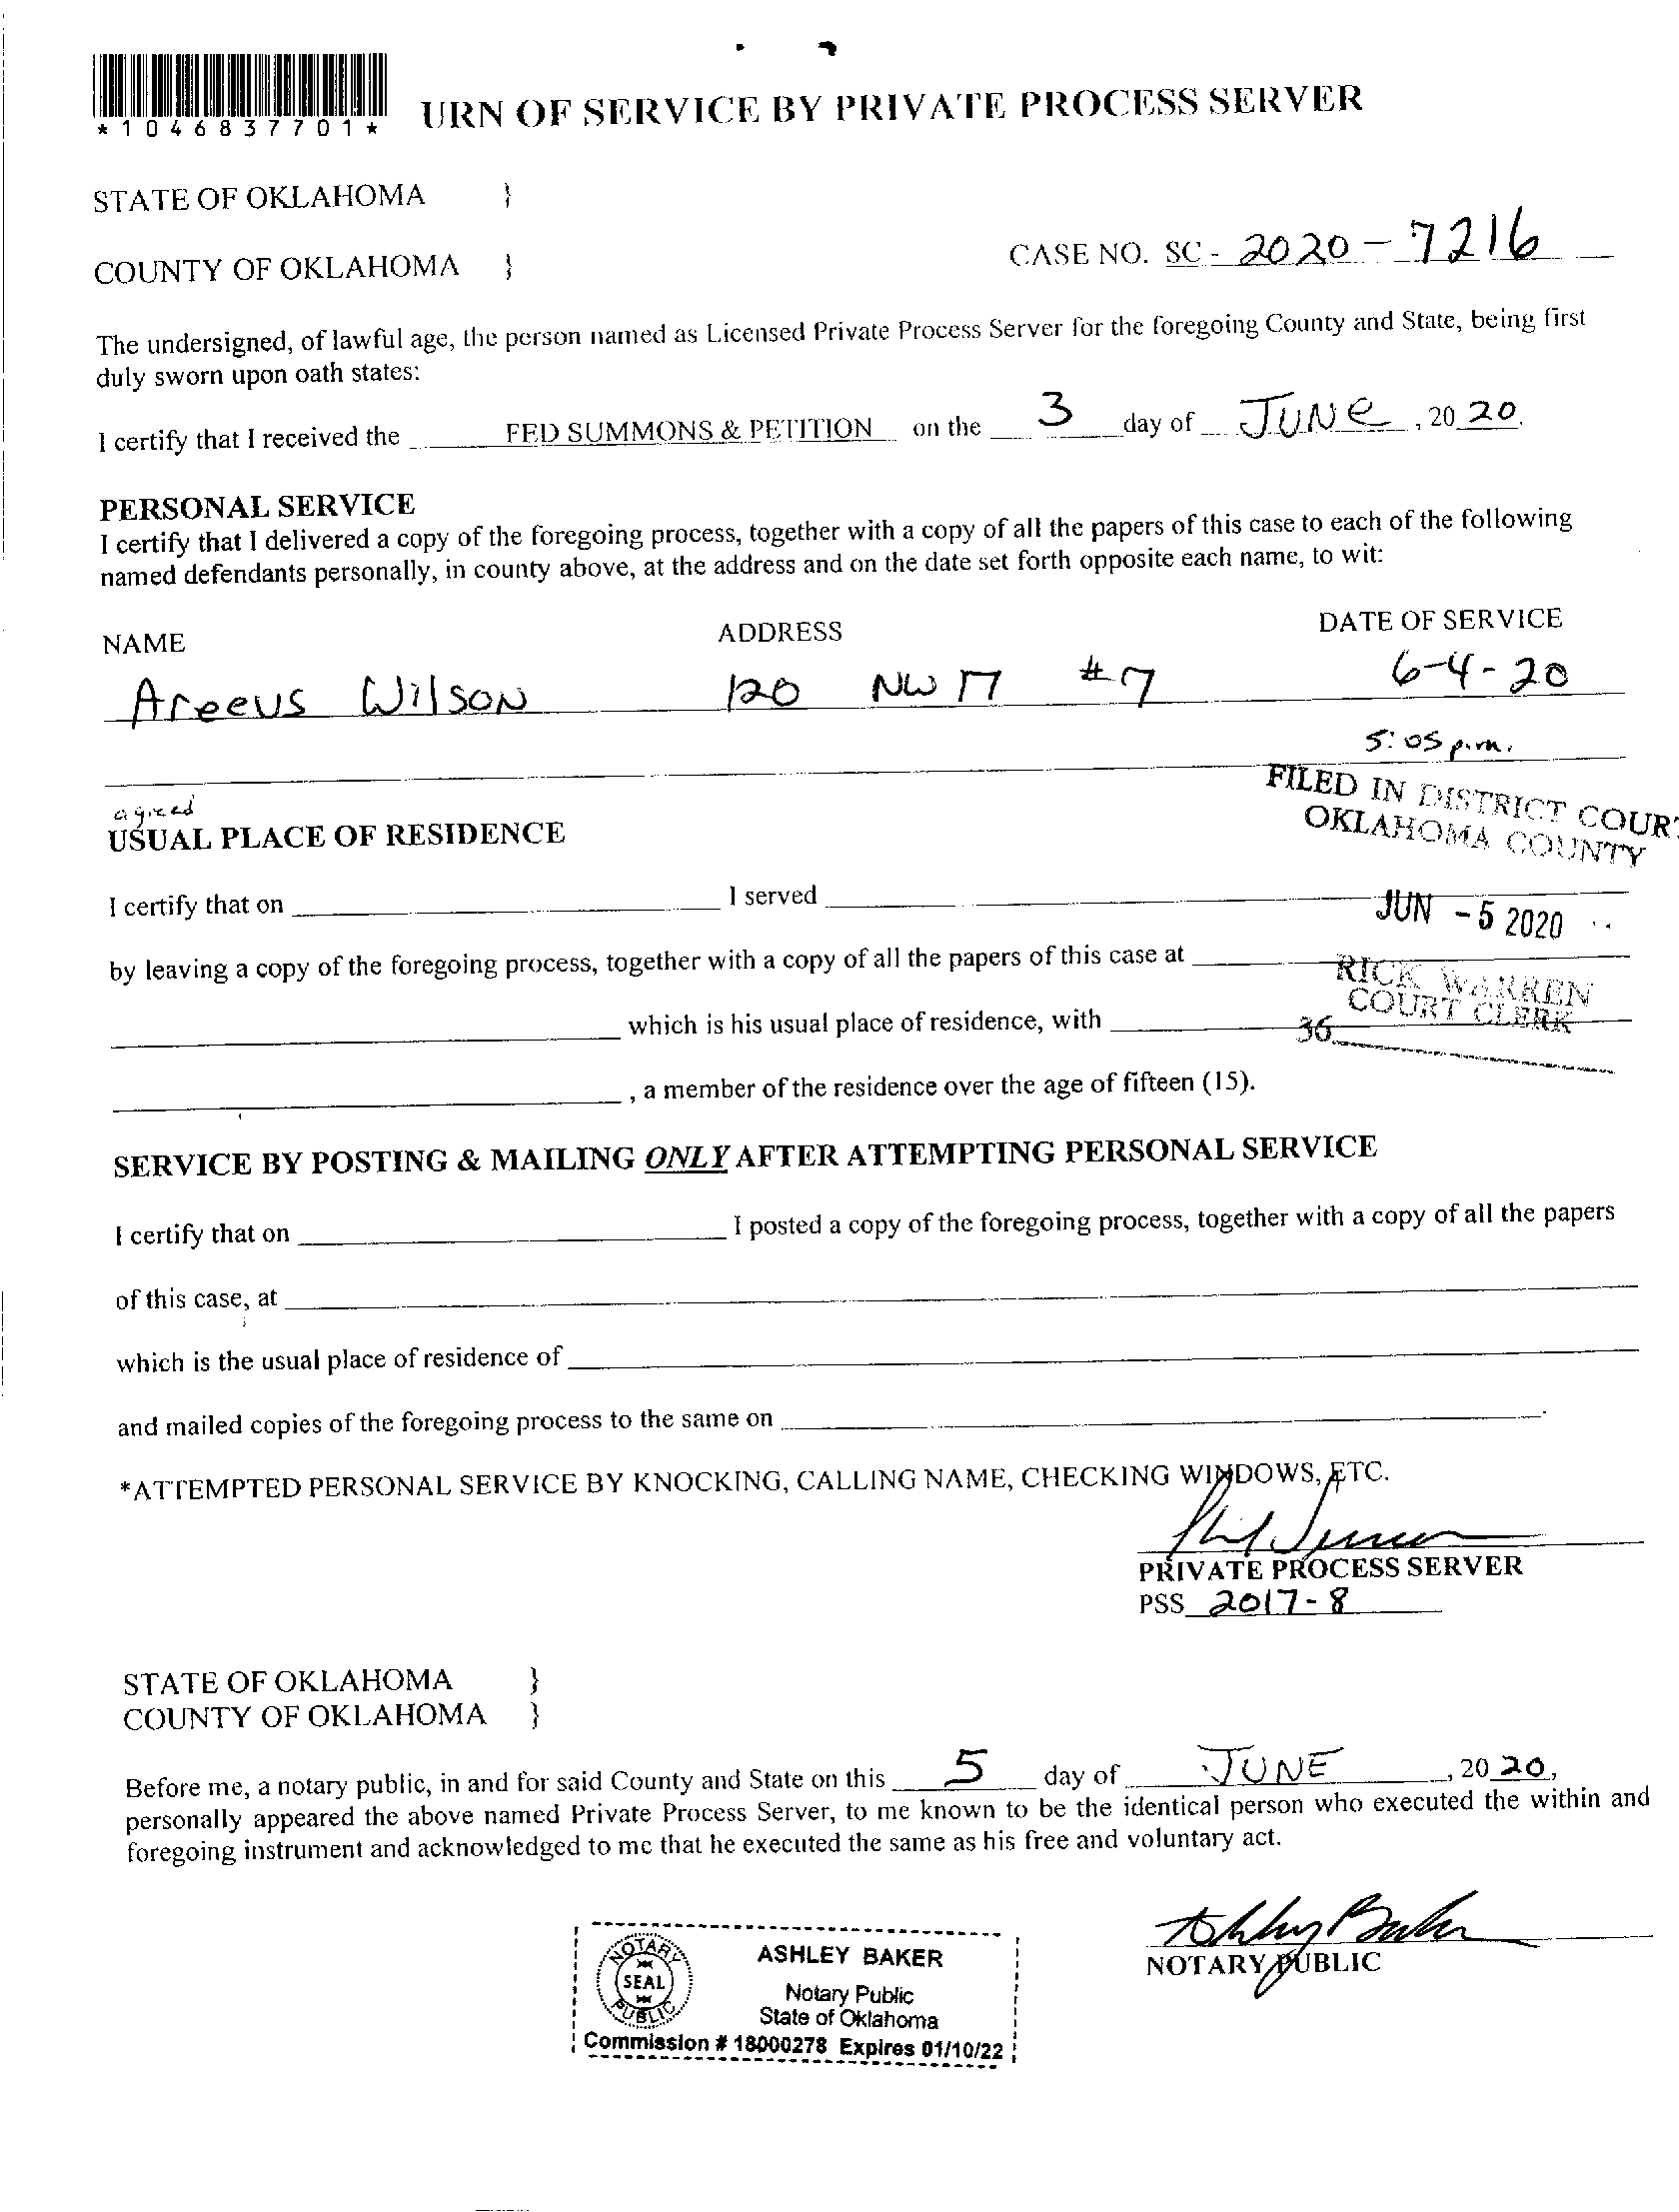 *1046837701*
URN OF SERVICE BY PRIVATE PROCESS SERVER
STATE OF OKLAHOMA }
COUNTY OF OKLAHOMA }
CASE NO. SC - 2020-7216
The undersigned, of lawful age, the person named as Licensed Private Process Server for the foregoing County and State, being first
duly sworn upon oath states:
I certify that I received the FED SUMMONS & PETITION on the 3 day of JUNe, 20 20.
PERSONAL SERVICE
I certify that I delivered a copy of the foregoing process, together with a copy of all the papers of this case to each of the following
named defendants personally, in county above, at the address and on the date set forth opposite each name, to wit:
NAME ADDRESS DATE OF SERVICE
Areeus Wilson 120 NW 17 #7 6-4-20
5:05 p.m.
FILED IN DISTRICT COUR
OKLAHOMA COUNTY
agreed
USUAL PLACE OF RESIDENCE
I certify that on I served
JUN -5 2020
by leaving a copy of the foregoing process, together with a copy of all the papers of this case at
RICK WARREN
COURT CLERK
which is his usual place of residence, with
36
, a member of the residence over the age of fifteen (15).
SERVICE BY POSTING & MAILING ONLY AFTER ATTEMPTING PERSONAL SERVICE
I certify that on I posted a copy of the foregoing process, together with a copy of all the papers
of this case, at
which is the usual place of residence of
and mailed copies of the foregoing process to the same on .
*ATTEMPTED PERSONAL SERVICE BY KNOCKING, CALLING NAME, CHECKING WINDOWS, ETC.
PRIVATE PROCESS SERVER
PSS 2017-8
STATE OF OKLAHOMA }
COUNTY OF OKLAHOMA }
Before me, a notary public, in and for said County and State on this 5 day of JUNE, 20 20,
personally appeared the above named Private Process Server, to me known to be the identical person who executed the within and
foregoing instrument and acknowledged to me that he executed the same as his free and voluntary act.
Ashley Baker
NOTARY PUBLIC
NOTARY
SEAL
PUBLIC
ASHLEY BAKER
Notary Public
State of Oklahoma
Commission # 18000278 Expires 01/10/22